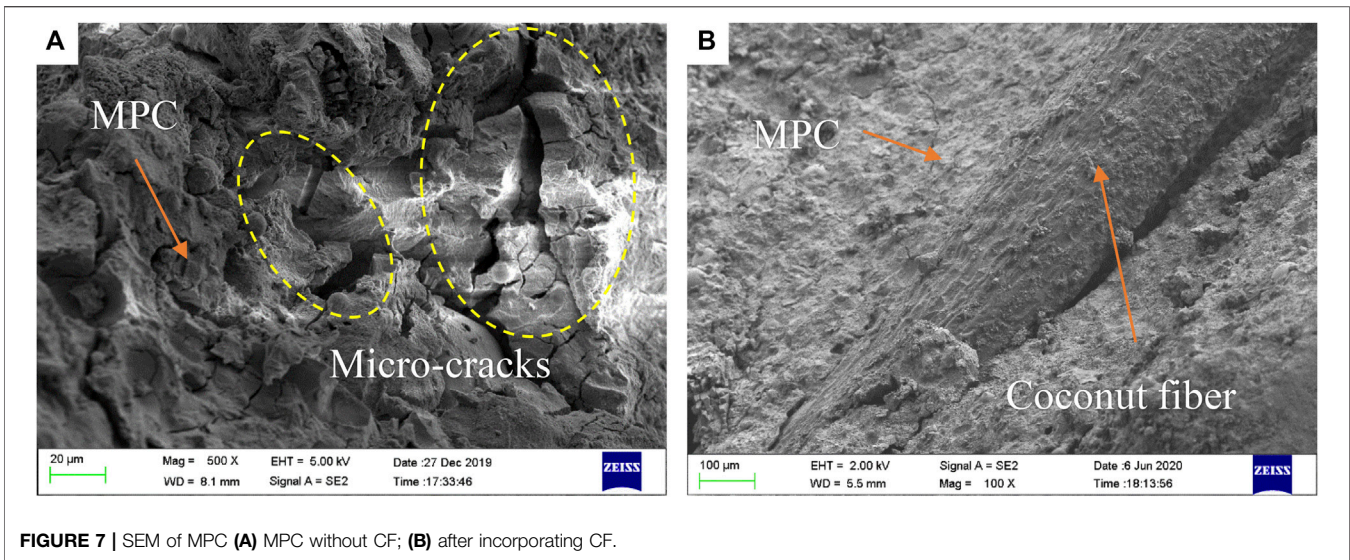 A
MPC
Micro-cracks
20 µm
Mag = 500 X
EHT = 5.00 kV
Date :27 Dec 2019
WD = 8.1 mm
Signal A = SE2
Time :17:33:46
ZEISS
B
MPC
Coconut fiber
100 µm
EHT = 2.00 kV
Signal A = SE2
Date :6 Jun 2020
WD = 5.5 mm
Mag = 100 X
Time :18:13:56
ZEISS
FIGURE 7 | SEM of MPC (A) MPC without CF; (B) after incorporating CF.